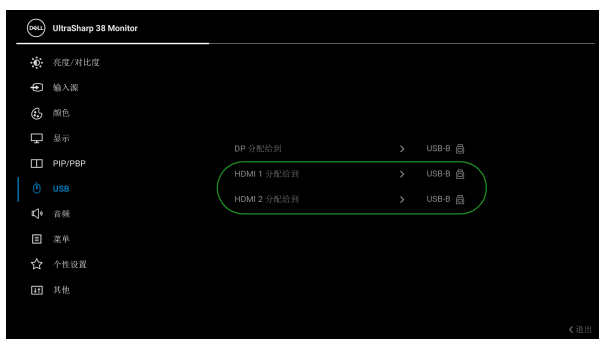 DELL UltraSharp 38 Monitor
亮度/对比度
输入源
颜色
显示
DP 分配给到 > USB-B
PIP/PBP
HDMI 1 分配给到 > USB-B
USB
HDMI 2 分配给到 > USB-B
音频
菜单
个性设置
其他
<退出